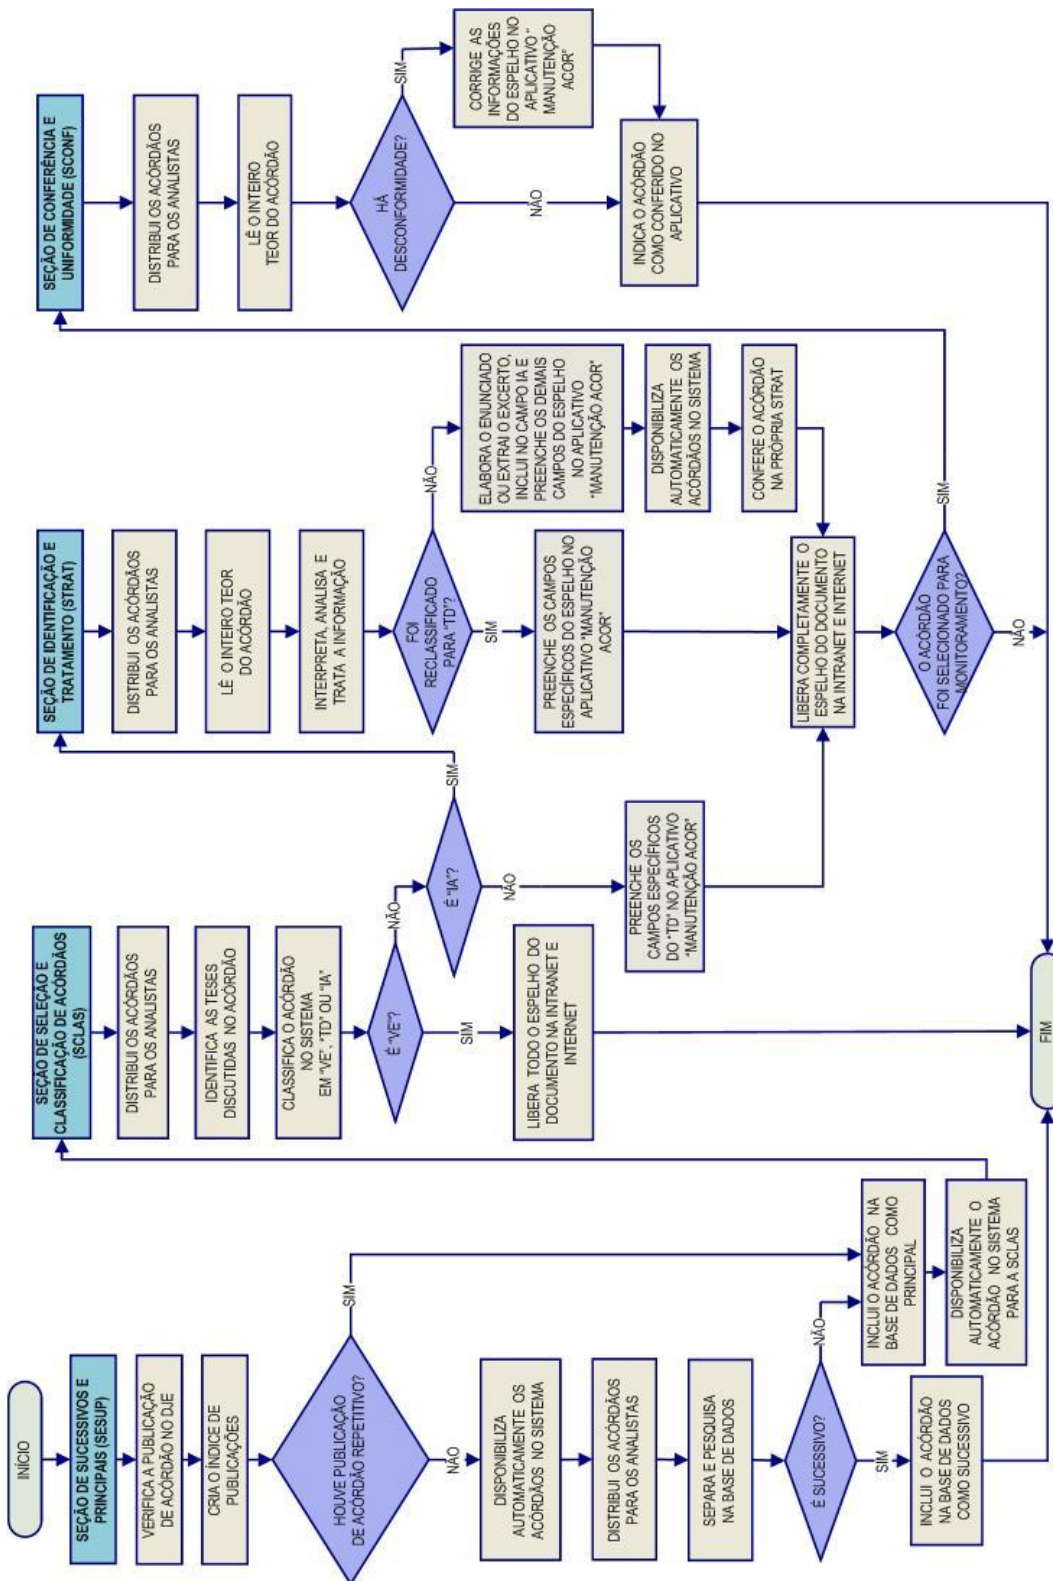 INÍCIO
SEÇÃO DE SUCESSIVOS E
PRINCIPAIS (SESUP)
VERIFICA A PUBLICAÇÃO
DE ACÓRDÃO NO DJE
CRIA O ÍNDICE DE
PUBLICAÇÕES
HOUVE PUBLICAÇÃO
DE ACÓRDÃO REPETITIVO?
SIM
NÃO
DISPONIBILIZA
AUTOMATICAMENTE OS
ACÓRDÃOS NO SISTEMA
DISTRIBUI OS ACÓRDÃOS
PARA OS ANALISTAS
SEPARA E PESQUISA
NA BASE DE DADOS
É SUCESSIVO?
NÃO
SIM
INCLUI O ACÓRDÃO
NA BASE DE DADOS
COMO SUCESSIVO
INCLUI O ACÓRDÃO NA
BASE DE DADOS COMO
PRINCIPAL
DISPONIBILIZA
AUTOMATICAMENTE O
ACÓRDÃO NO SISTEMA
PARA A SCLAS
SEÇÃO DE SELEÇÃO E
CLASSIFICAÇÃO DE ACÓRDÃOS
(SCLAS)
DISTRIBUI OS ACÓRDÃOS
PARA OS ANALISTAS
IDENTIFICA AS TESES
DISCUTIDAS NO ACÓRDÃO
CLASSIFICA O ACÓRDÃO
NO SISTEMA
EM “VE”, “TD” OU “IA”
É “VE”?
NÃO
SIM
LIBERA TODO O ESPELHO DO
DOCUMENTO NA INTRANET E
INTERNET
É “IA”?
SIM
NÃO
PREENCHE OS
CAMPOS ESPECÍFICOS
DO “TD” NO APLICATIVO
“MANUTENÇÃO ACOR”
SEÇÃO DE IDENTIFICAÇÃO E
TRATAMENTO (STRAT)
DISTRIBUI OS ACÓRDÃOS
PARA OS ANALISTAS
LÊ O INTEIRO TEOR
DO ACÓRDÃO
INTERPRETA, ANALISA E
TRATA A INFORMAÇÃO
FOI
RECLASSIFICADO
PARA “TD”?
NÃO
SIM
PREENCHE OS CAMPOS
ESPECÍFICOS DO ESPELHO NO
APLICATIVO “MANUTENÇÃO
ACOR”
ELABORA O ENUNCIADO
OU EXTRAI O EXCERTO,
INCLUI NO CAMPO IA E
PREENCHE OS DEMAIS
CAMPOS DO ESPELHO
NO APLICATIVO
“MANUTENÇÃO ACOR”
DISPONIBILIZA
AUTOMATICAMENTE OS
ACÓRDÃOS NO SISTEMA
CONFERE O ACÓRDÃO
NA PRÓPRIA STRAT
LIBERA COMPLETAMENTE O
ESPELHO DO DOCUMENTO
NA INTRANET E INTERNET
O ACÓRDÃO
FOI SELECIONADO PARA
MONITORAMENTO?
SIM
NÃO
SEÇÃO DE CONFERÊNCIA E
UNIFORMIDADE (SCONF)
DISTRIBUI OS ACÓRDÃOS
PARA OS ANALISTAS
LÊ O INTEIRO
TEOR DO ACÓRDÃO
HÁ
DESCONFORMIDADE?
SIM
NÃO
CORRIGE AS
INFORMAÇÕES
DO ESPELHO NO
APLICATIVO “
MANUTENÇÃO
ACOR”
INDICA O ACÓRDÃO
COMO CONFERIDO NO
APLICATIVO
FIM